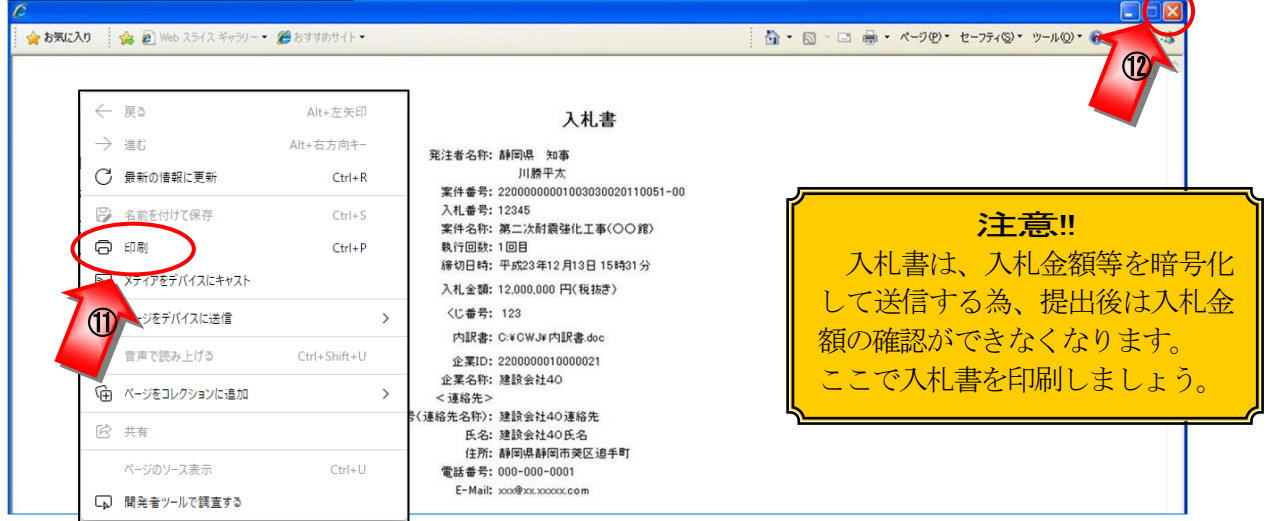 お気に入り Web スライス ギャラリー おすすめサイト ページ(P) セーフティ(S) ツール(O)
⑫
戻る Alt+左矢印
進む Alt+右方向キー
最新の情報に更新 Ctrl+R
名前を付けて保存 Ctrl+S
印刷 Ctrl+P
メディアをデバイスにキャスト
ページをデバイスに送信
⑪
音声で読み上げる Ctrl+Shift+U
ページをコレクションに追加
共有
ページのソース表示 Ctrl+U
開発者ツールで調査する
入札書
発注者名称: 静岡県 知事
川勝平太
案件番号: 2200000000100303002011 0051-00
入札番号: 12345
案件名称: 第二次耐震強化工事(〇〇館)
執行回数: 1回目
締切日時: 平成23年12月13日 15時31分
入札金額: 12,000,000 円(税抜き)
くじ番号: 123
内訳書: C:¥CWJ¥内訳書.doc
企業ID: 2200000010000021
企業名称: 建設会社40
<連絡先>
(連絡先名称): 建設会社40連絡先
氏名: 建設会社40氏名
住所: 静岡県静岡市葵区追手町
電話番号: 000-000-0001
E-Mail: xxx@xx.xxxxx.com
注意!!
入札書は、入札金額等を暗号化
して送信する為、提出後は入札金
額の確認ができなくなります。
ここで入札書を印刷しましょう。